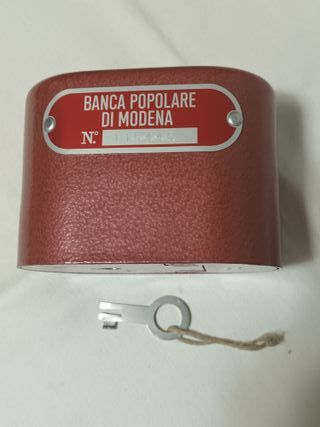 BANCA POPOLARE
DI MODENA
N.°